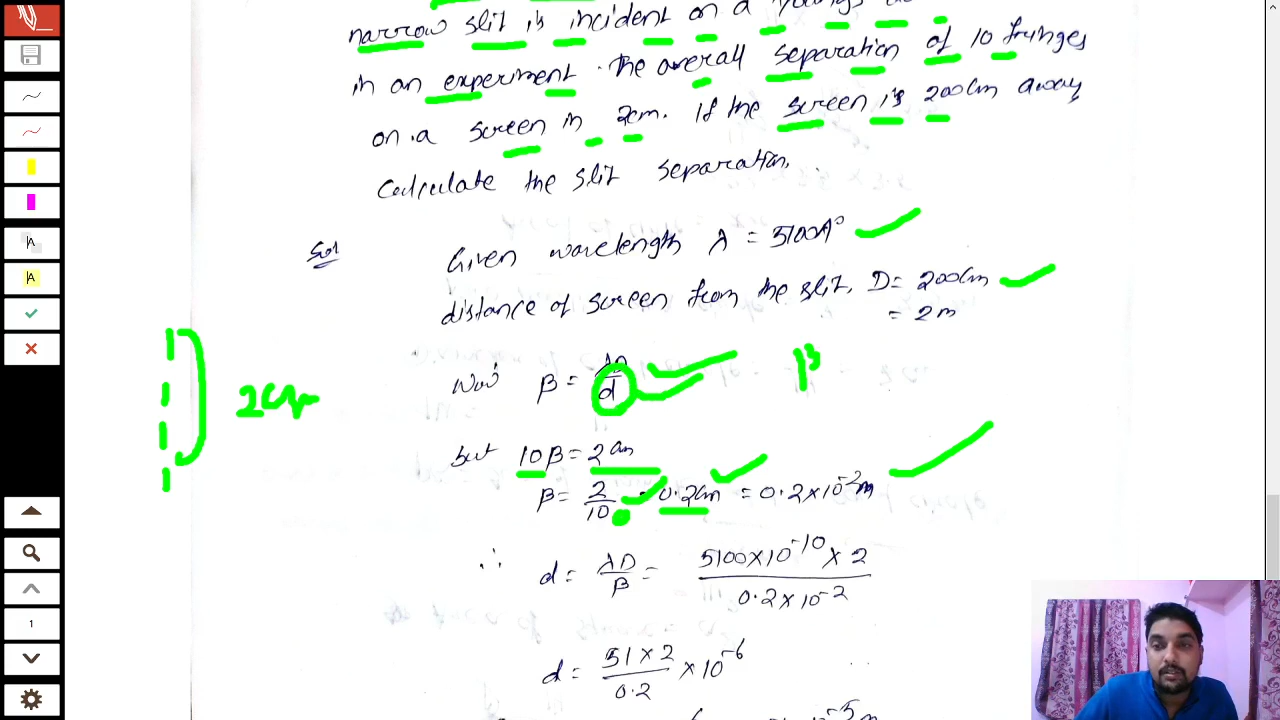 narrow slit is incident on a
in an experiment. The overall separation of 10 fringes
on a screen is 2cm. If the screen is 200cm away
Calculate the slit separation.
Sol
Given wavelength λ = 5100A°
distance of screen from the slit, D = 200cm
= 2m
Now β = λD/d
β
2cm
but 10β = 2cm
β = 2/10 = 0.2cm = 0.2×10⁻²m
∴ d = λD/β = 5100×10⁻¹⁰ × 2 / 0.2×10⁻²
1
d = 51×2/0.2 ×10⁻⁶